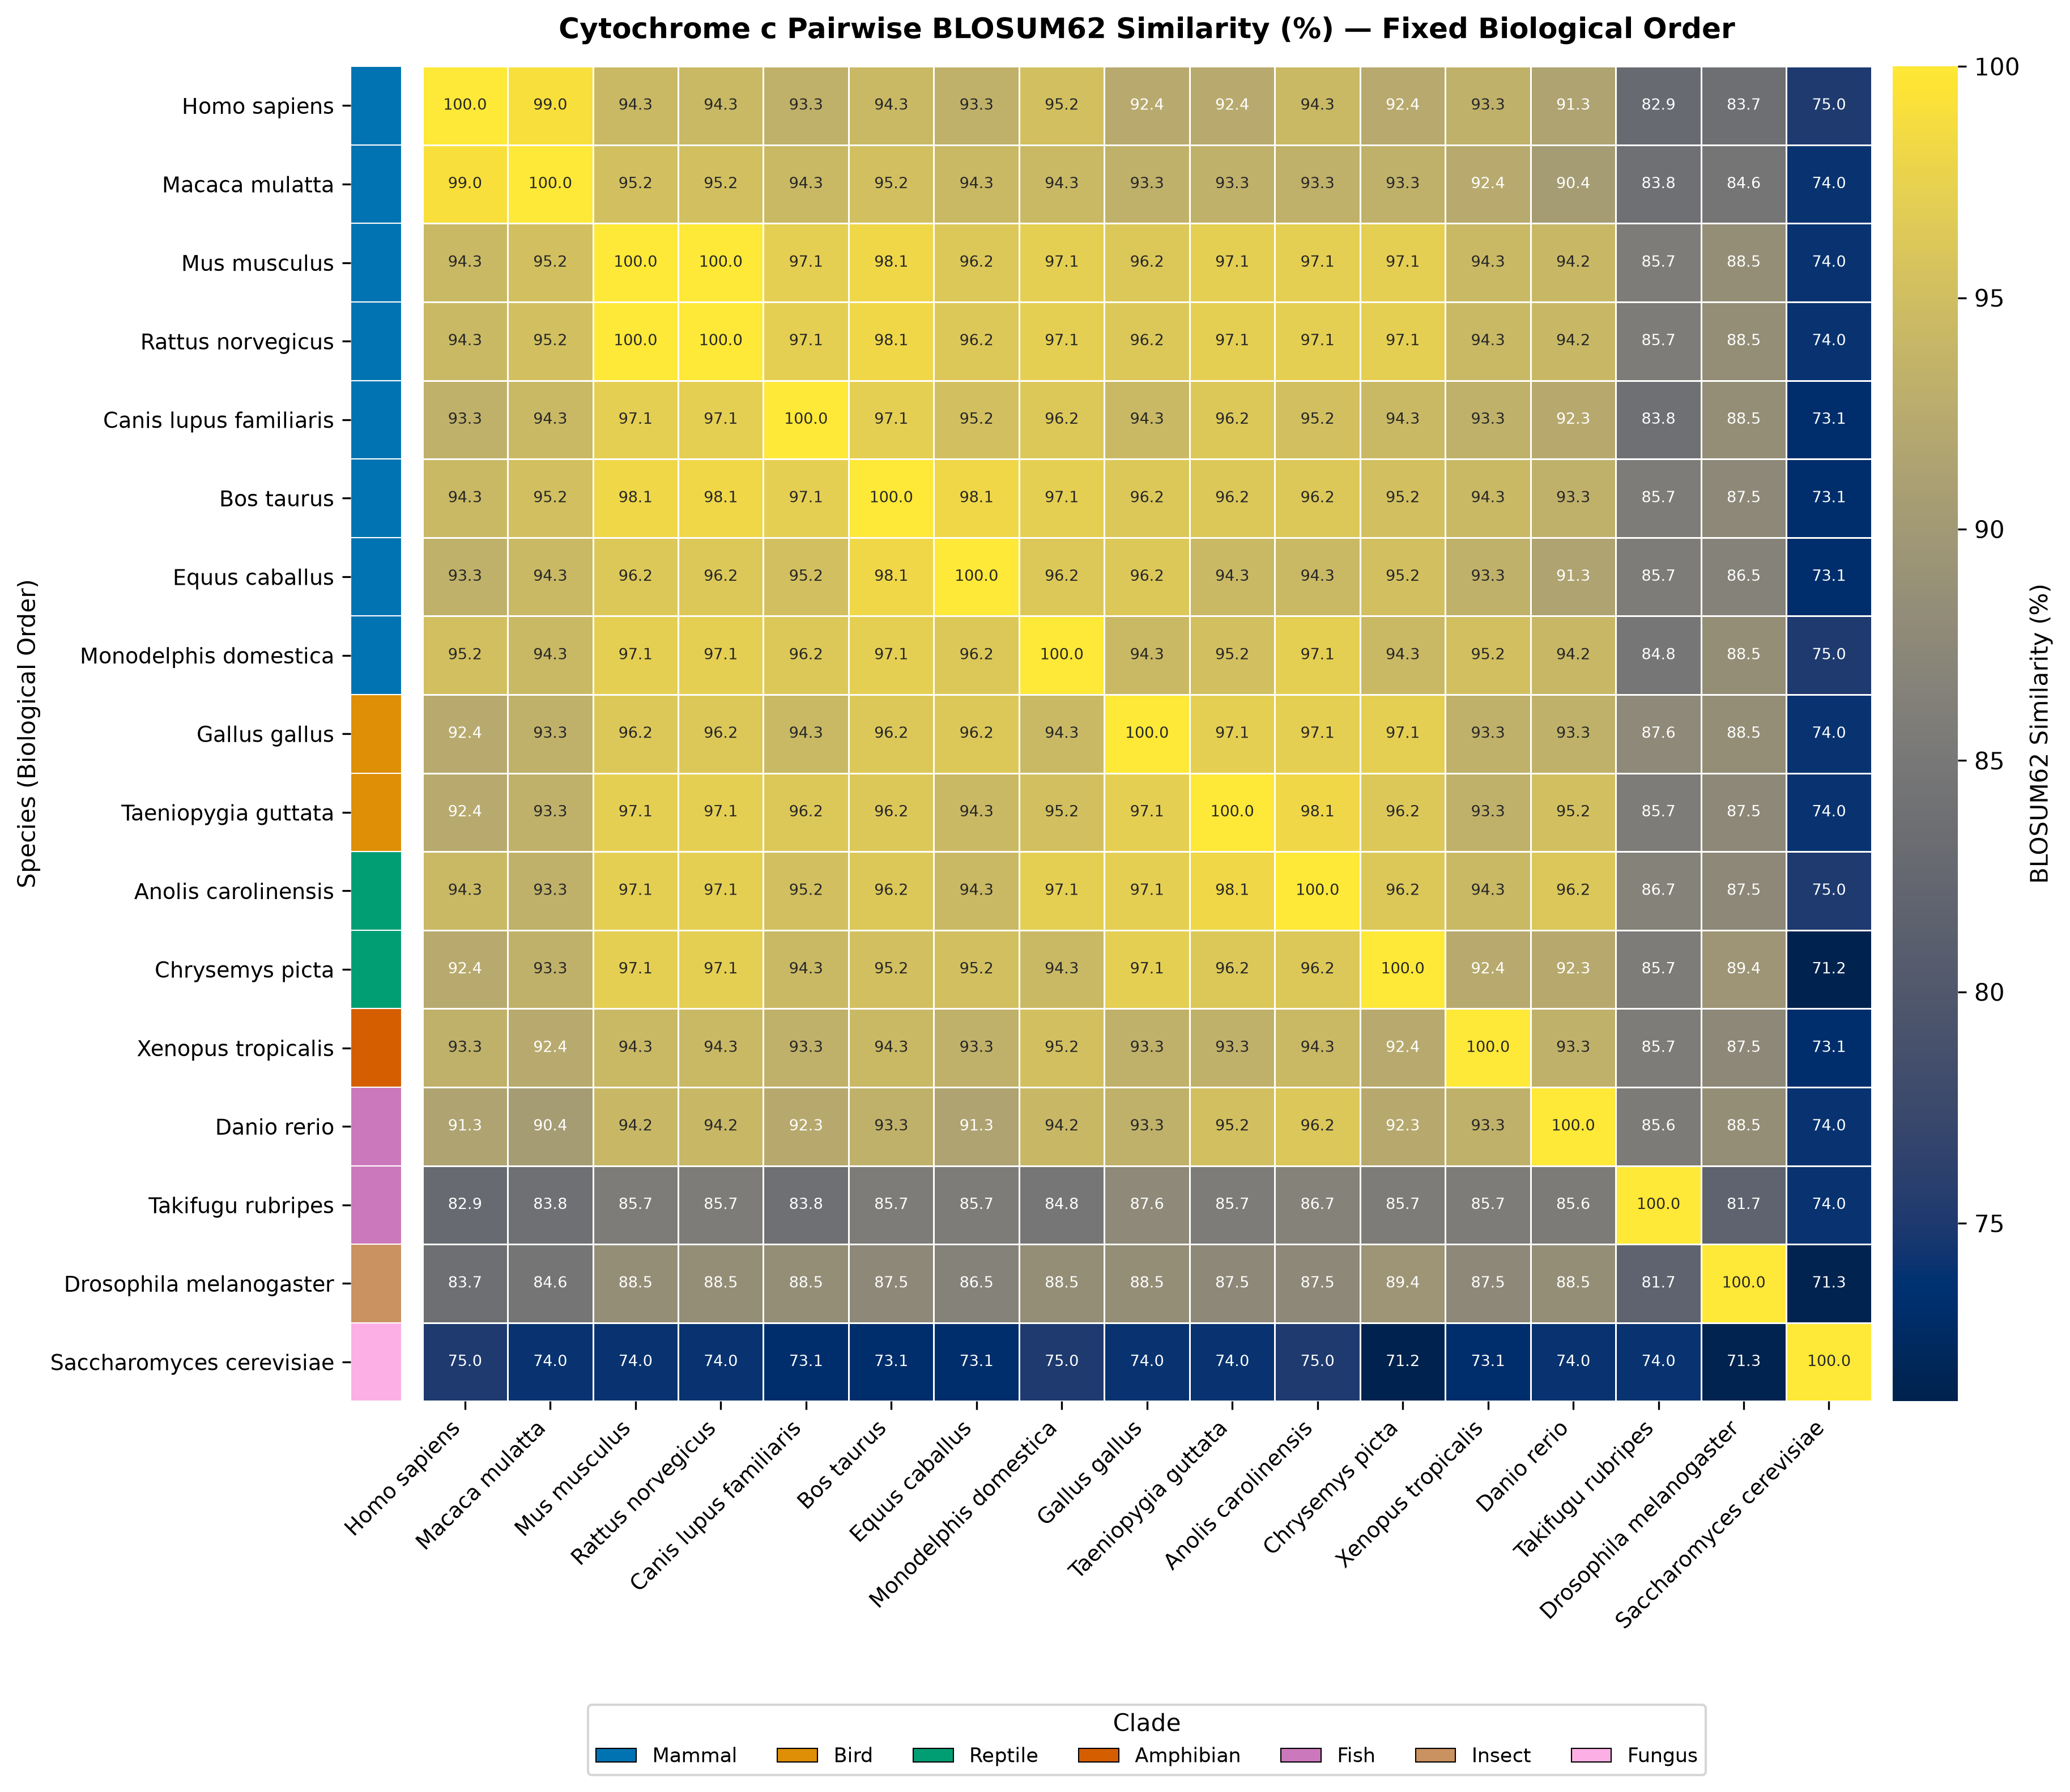 Cytochrome c Pairwise BLOSUM62 Similarity (%) — Fixed Biological Order
Species (Biological Order)
Homo sapiens 100.0 99.0 94.3 94.3 93.3 94.3 93.3 95.2 92.4 92.4 94.3 92.4 93.3 91.3 82.9 83.7 75.0
Macaca mulatta 99.0 100.0 95.2 95.2 94.3 95.2 94.3 94.3 93.3 93.3 93.3 93.3 92.4 90.4 83.8 84.6 74.0
Mus musculus 94.3 95.2 100.0 100.0 97.1 98.1 96.2 97.1 96.2 97.1 97.1 97.1 94.3 94.2 85.7 88.5 74.0
Rattus norvegicus 94.3 95.2 100.0 100.0 97.1 98.1 96.2 97.1 96.2 97.1 97.1 97.1 94.3 94.2 85.7 88.5 74.0
Canis lupus familiaris 93.3 94.3 97.1 97.1 100.0 97.1 95.2 96.2 94.3 96.2 95.2 94.3 93.3 92.3 83.8 88.5 73.1
Bos taurus 94.3 95.2 98.1 98.1 97.1 100.0 98.1 97.1 96.2 96.2 96.2 95.2 94.3 93.3 85.7 87.5 73.1
Equus caballus 93.3 94.3 96.2 96.2 95.2 98.1 100.0 96.2 96.2 94.3 94.3 95.2 93.3 91.3 85.7 86.5 73.1
Monodelphis domestica 95.2 94.3 97.1 97.1 96.2 97.1 96.2 100.0 94.3 95.2 97.1 94.3 95.2 94.2 84.8 88.5 75.0
Gallus gallus 92.4 93.3 96.2 96.2 94.3 96.2 96.2 94.3 100.0 97.1 97.1 97.1 93.3 93.3 87.6 88.5 74.0
Taeniopygia guttata 92.4 93.3 97.1 97.1 96.2 96.2 94.3 95.2 97.1 100.0 98.1 96.2 93.3 95.2 85.7 87.5 74.0
Anolis carolinensis 94.3 93.3 97.1 97.1 95.2 96.2 94.3 97.1 97.1 98.1 100.0 96.2 94.3 96.2 86.7 87.5 75.0
Chrysemys picta 92.4 93.3 97.1 97.1 94.3 95.2 95.2 94.3 97.1 96.2 96.2 100.0 92.4 92.3 85.7 89.4 71.2
Xenopus tropicalis 93.3 92.4 94.3 94.3 93.3 94.3 93.3 95.2 93.3 93.3 94.3 92.4 100.0 93.3 85.7 87.5 73.1
Danio rerio 91.3 90.4 94.2 94.2 92.3 93.3 91.3 94.2 93.3 95.2 96.2 92.3 93.3 100.0 85.6 88.5 74.0
Takifugu rubripes 82.9 83.8 85.7 85.7 83.8 85.7 85.7 84.8 87.6 85.7 86.7 85.7 85.7 85.6 100.0 81.7 74.0
Drosophila melanogaster 83.7 84.6 88.5 88.5 88.5 87.5 86.5 88.5 88.5 87.5 87.5 89.4 87.5 88.5 81.7 100.0 71.3
Saccharomyces cerevisiae 75.0 74.0 74.0 74.0 73.1 73.1 73.1 75.0 74.0 74.0 75.0 71.2 73.1 74.0 74.0 71.3 100.0
Homo sapiens
Macaca mulatta
Mus musculus
Rattus norvegicus
Canis lupus familiaris
Bos taurus
Equus caballus
Monodelphis domestica
Gallus gallus
Taeniopygia guttata
Anolis carolinensis
Chrysemys picta
Xenopus tropicalis
Danio rerio
Takifugu rubripes
Drosophila melanogaster
Saccharomyces cerevisiae
100
95
90
85
80
75
BLOSUM62 Similarity (%)
Clade
Mammal Bird Reptile Amphibian Fish Insect Fungus